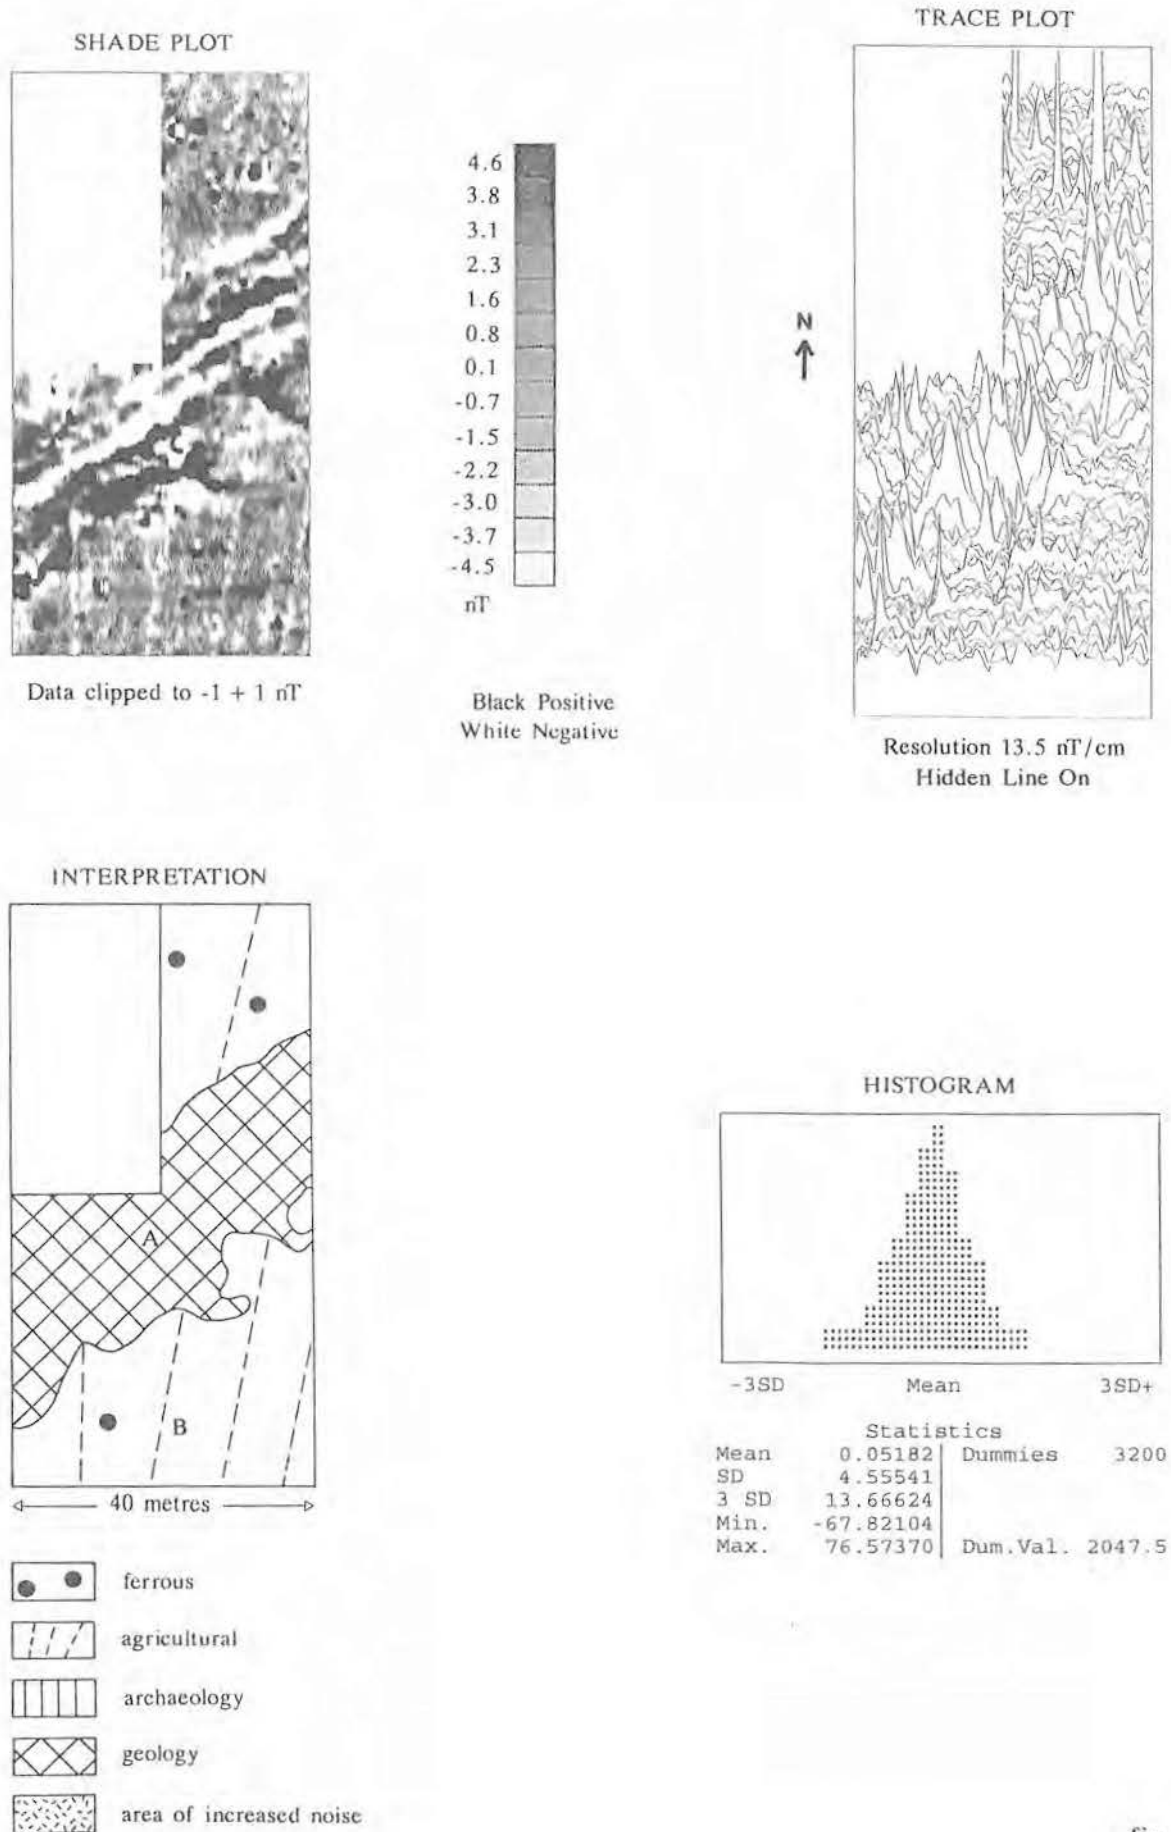 SHADE PLOT
TRACE PLOT
4.6
3.8
3.1
2.3
1.6
0.8
0.1
-0.7
-1.5
-2.2
-3.0
-3.7
-4.5
nT
N
Data clipped to -1 + 1 nT
Black Positive
White Negative
Resolution 13.5 nT/cm
Hidden Line On
INTERPRETATION
A
B
40 metres
HISTOGRAM
-3SD Mean 3SD+
Statistics
Mean 0.05182 Dummies 3200
SD 4.55541
3 SD 13.66624
Min. -67.82104
Max. 76.57370 Dum.Val. 2047.5
ferrous
agricultural
archaeology
geology
area of increased noise